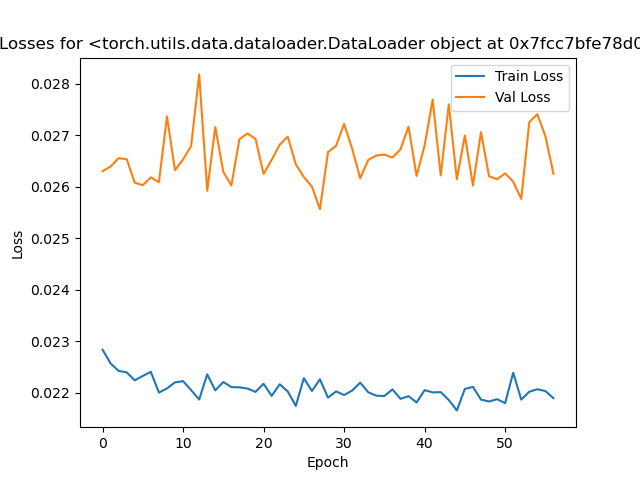 Losses for <torch.utils.data.dataloader.DataLoader object at 0x7fcc7bfe78d0
Train Loss
Val Loss
0.028
0.027
0.026
0.025
0.024
0.023
0.022
Loss
0 10 20 30 40 50
Epoch